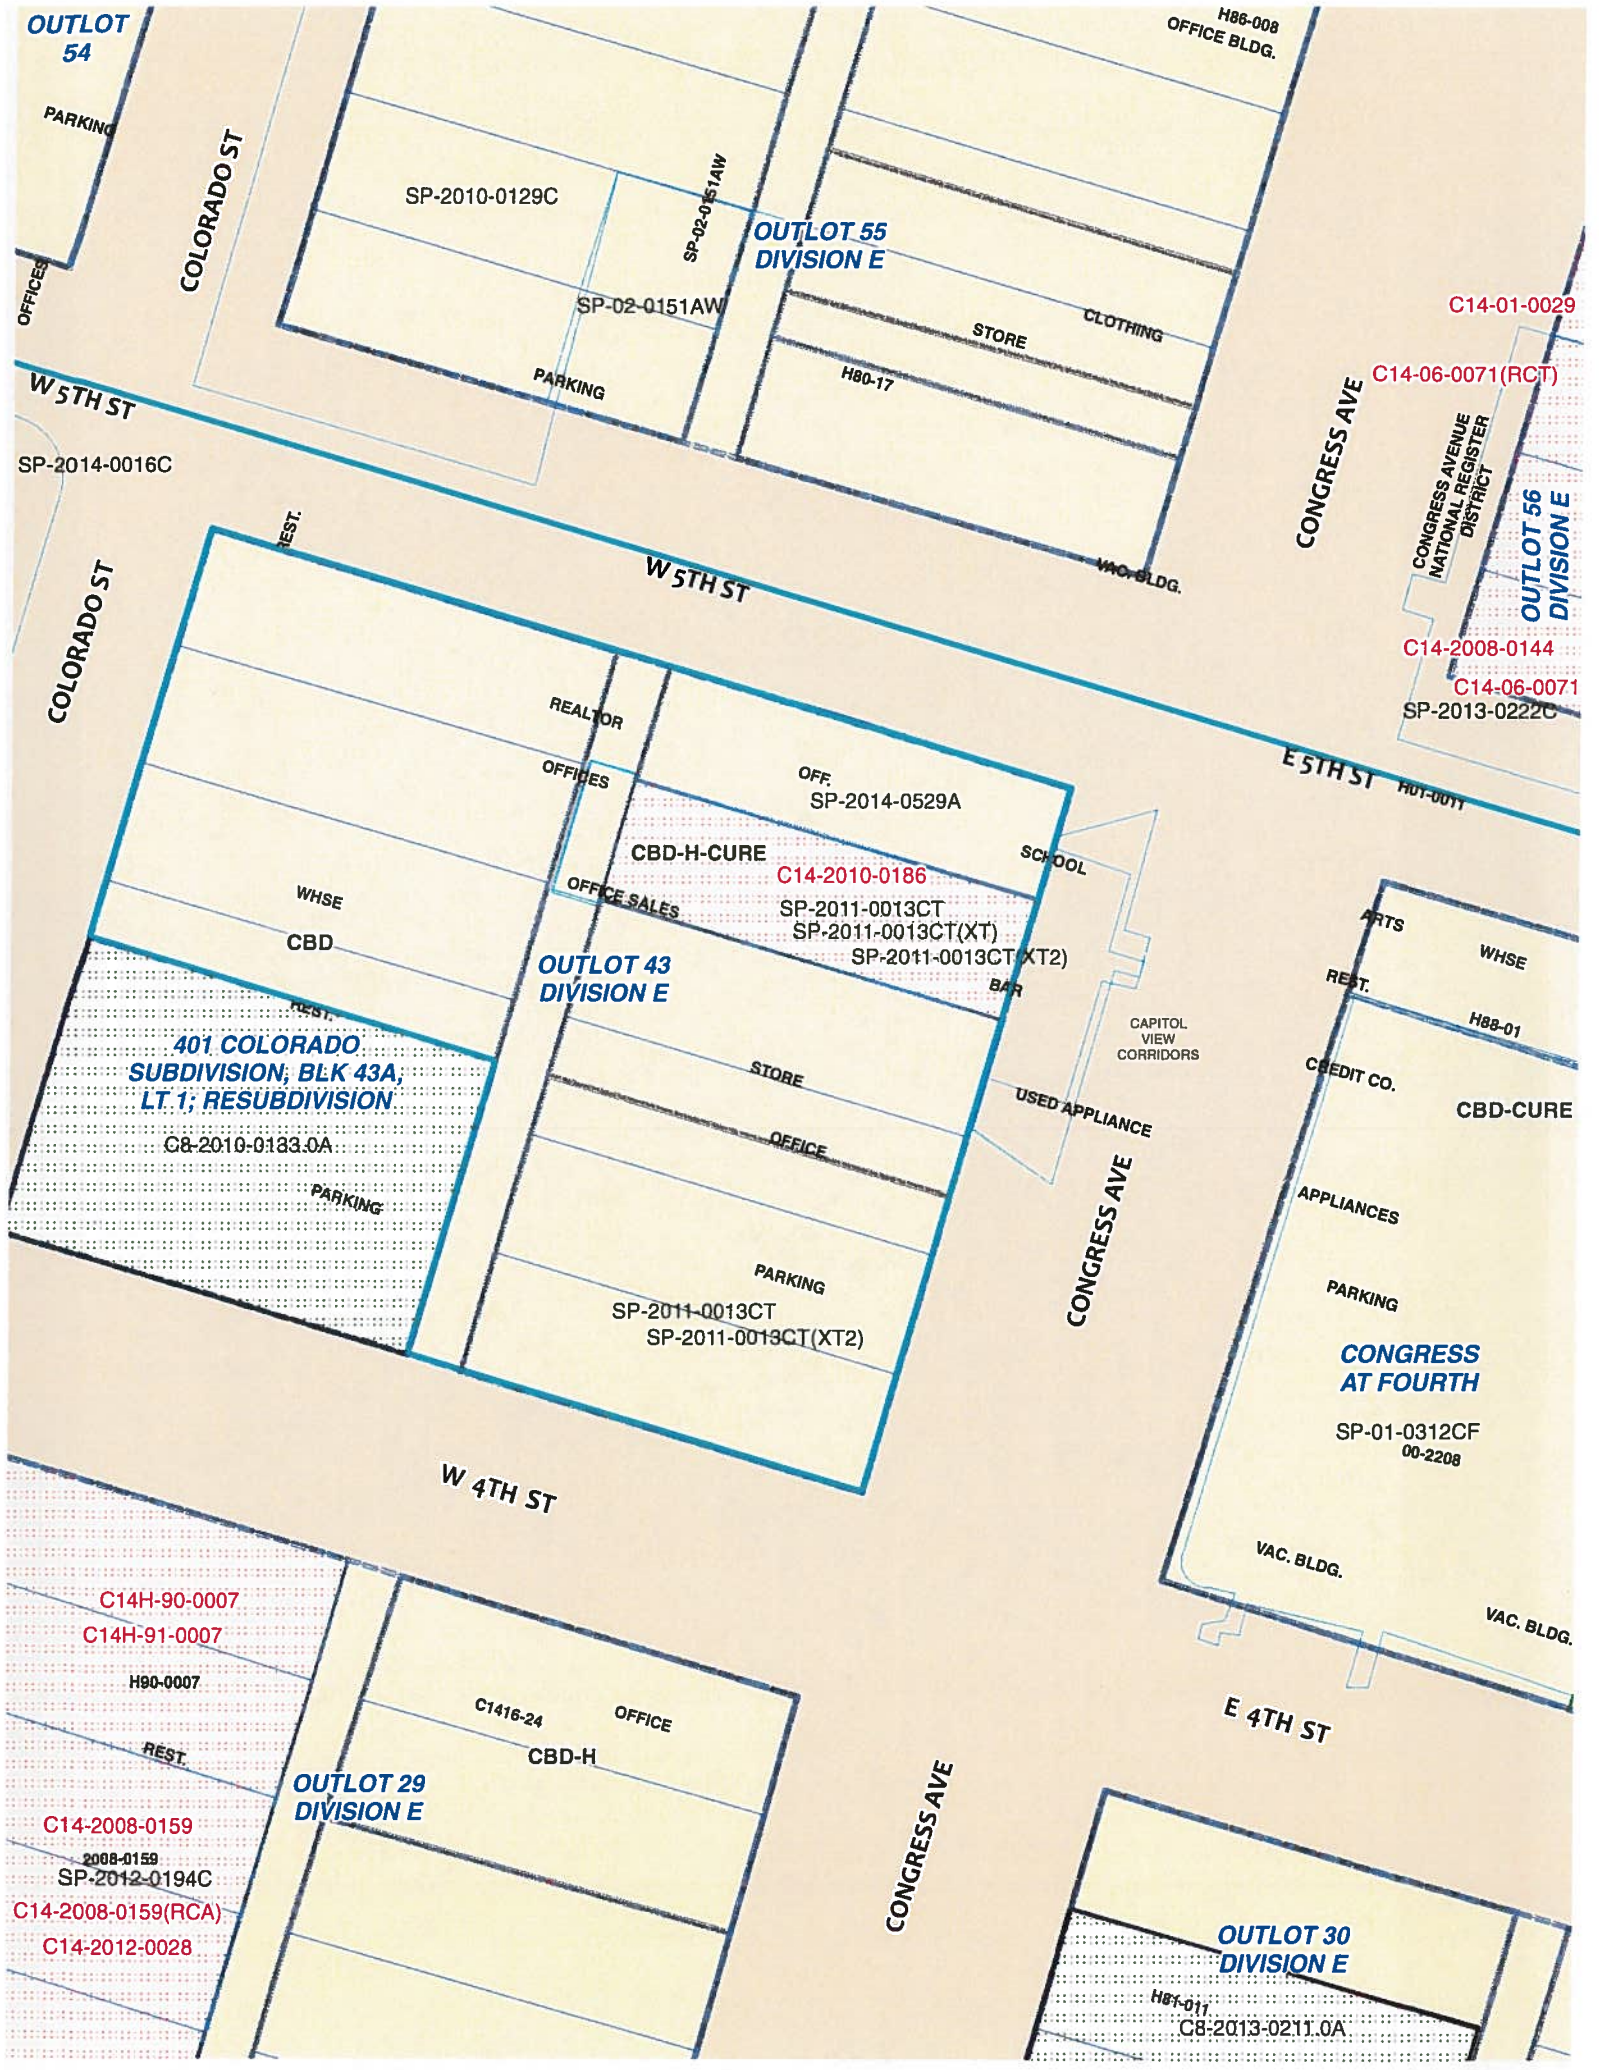 OUTLOT
54
PARKING
OFFICES
COLORADO ST
SP-2010-0129C
SP-02-0151AW
SP-02-0151AW
PARKING
OUTLOT 55
DIVISION E
H86-008
OFFICE BLDG.
CLOTHING
STORE
H80-17
VAC. BLDG.
CONGRESS AVE
C14-01-0029
C14-06-0071(RCT)
CONGRESS AVENUE
NATIONAL REGISTER
DISTRICT
OUTLOT 56
DIVISION E
C14-2008-0144
C14-06-0071
SP-2013-0222C
W 5TH ST
SP-2014-0016C
REST.
W 5TH ST
E 5TH ST
H01-0011
COLORADO ST
REALTOR
OFFICES
OFF.
SP-2014-0529A
CBD-H-CURE
C14-2010-0186
SCHOOL
OFFICE SALES
SP-2011-0013CT
SP-2011-0013CT(XT)
SP-2011-0013CT(XT2)
BAR
WHSE
CBD
OUTLOT 43
DIVISION E
REST.
401 COLORADO
SUBDIVISION, BLK 43A,
LT 1; RESUBDIVISION
C8-2010-0133.0A
PARKING
STORE
OFFICE
PARKING
SP-2011-0013CT
SP-2011-0013CT(XT2)
CAPITOL
VIEW
CORRIDORS
USED APPLIANCE
CONGRESS AVE
ARTS
WHSE
REST.
H88-01
CREDIT CO.
CBD-CURE
APPLIANCES
PARKING
CONGRESS
AT FOURTH
SP-01-0312CF
00-2208
VAC. BLDG.
VAC. BLDG.
W 4TH ST
E 4TH ST
C14H-90-0007
C14H-91-0007
H90-0007
REST.
C14-2008-0159
2008-0159
SP-2012-0194C
C14-2008-0159(RCA)
C14-2012-0028
C1416-24
OFFICE
CBD-H
OUTLOT 29
DIVISION E
CONGRESS AVE
OUTLOT 30
DIVISION E
H81-011
C8-2013-0211.0A